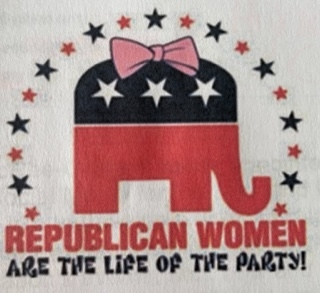 REPUBLICAN WOMEN
ARE THE LIFE OF THE PARTY!